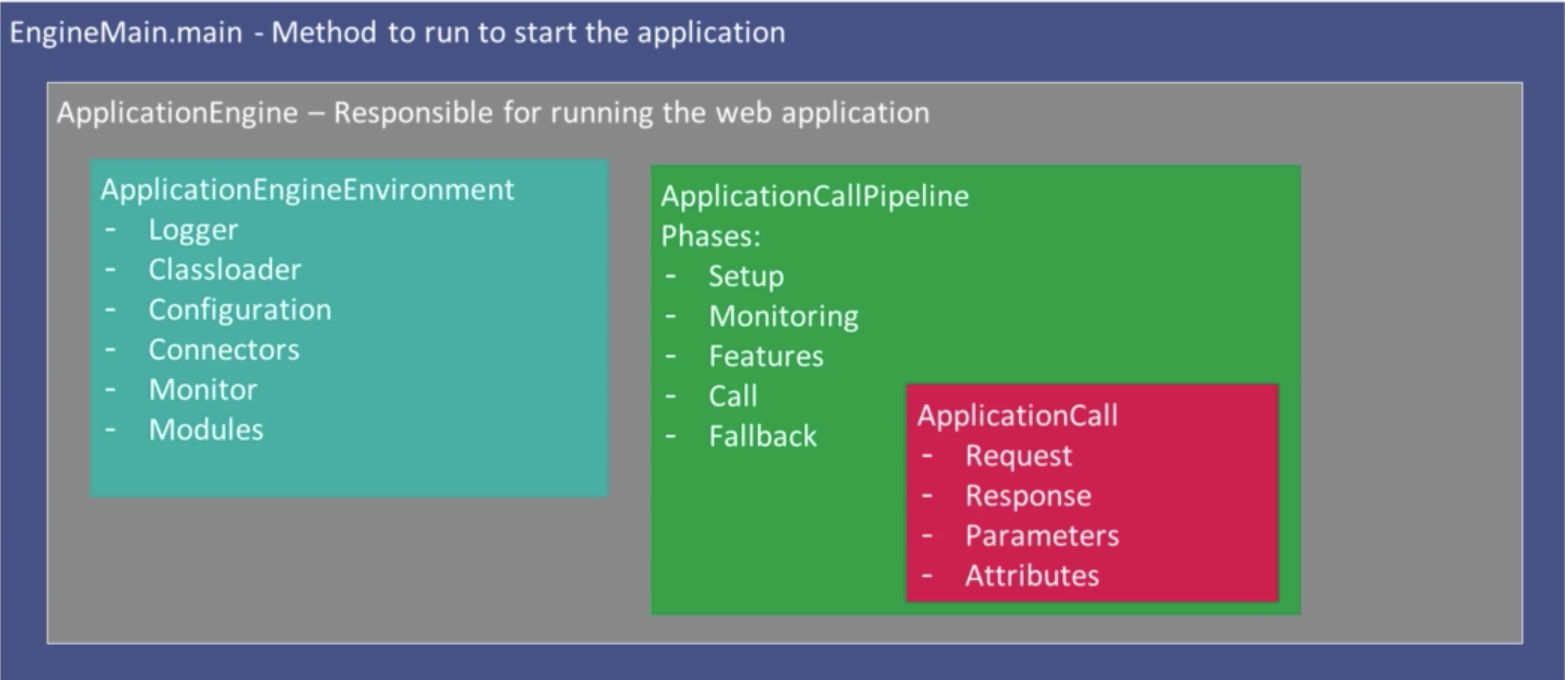 EngineMain.main - Method to run to start the application
ApplicationEngine – Responsible for running the web application
ApplicationEngineEnvironment
- Logger
- Classloader
- Configuration
- Connectors
- Monitor
- Modules
ApplicationCallPipeline
Phases:
- Setup
- Monitoring
- Features
- Call
- Fallback
ApplicationCall
- Request
- Response
- Parameters
- Attributes